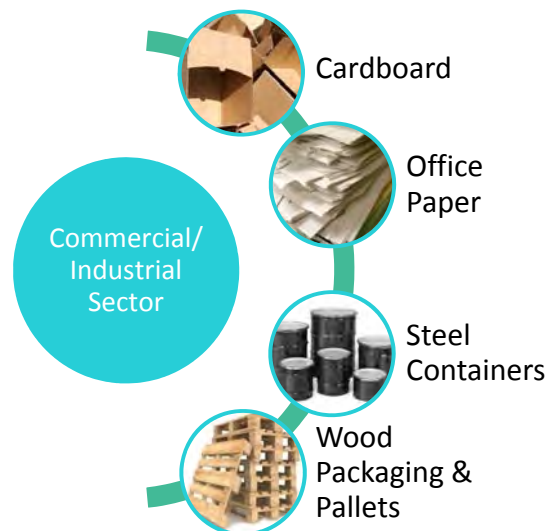 Cardboard
Office
Paper
Commercial/
Industrial
Sector
Steel
Containers
Wood
Packaging &
Pallets